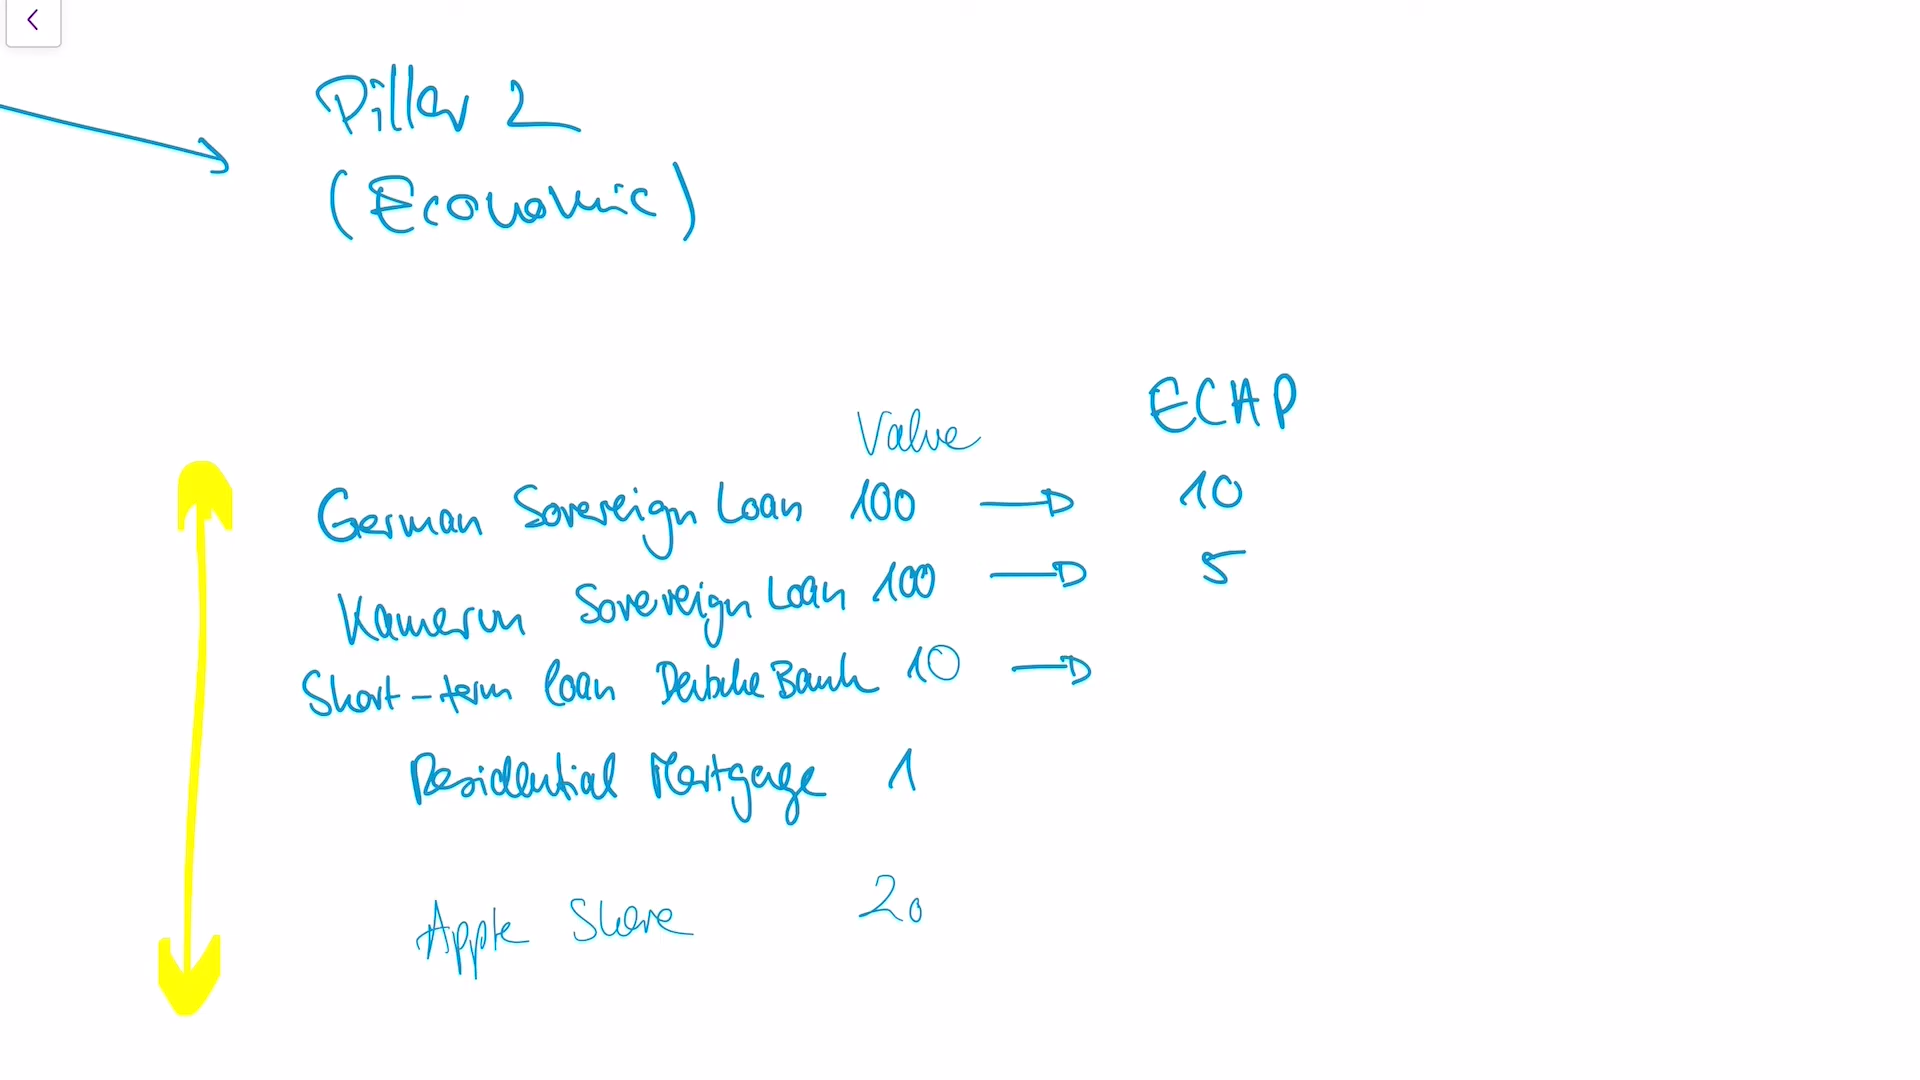 Pillar 2
(Economic)
Value ECAP
German Sovereign Loan 100 → 10
Kamerun Sovereign Loan 100 → 5
Short-term loan Deutsche Bank 10 →
Residential Mortgage 1
Apple Share 20